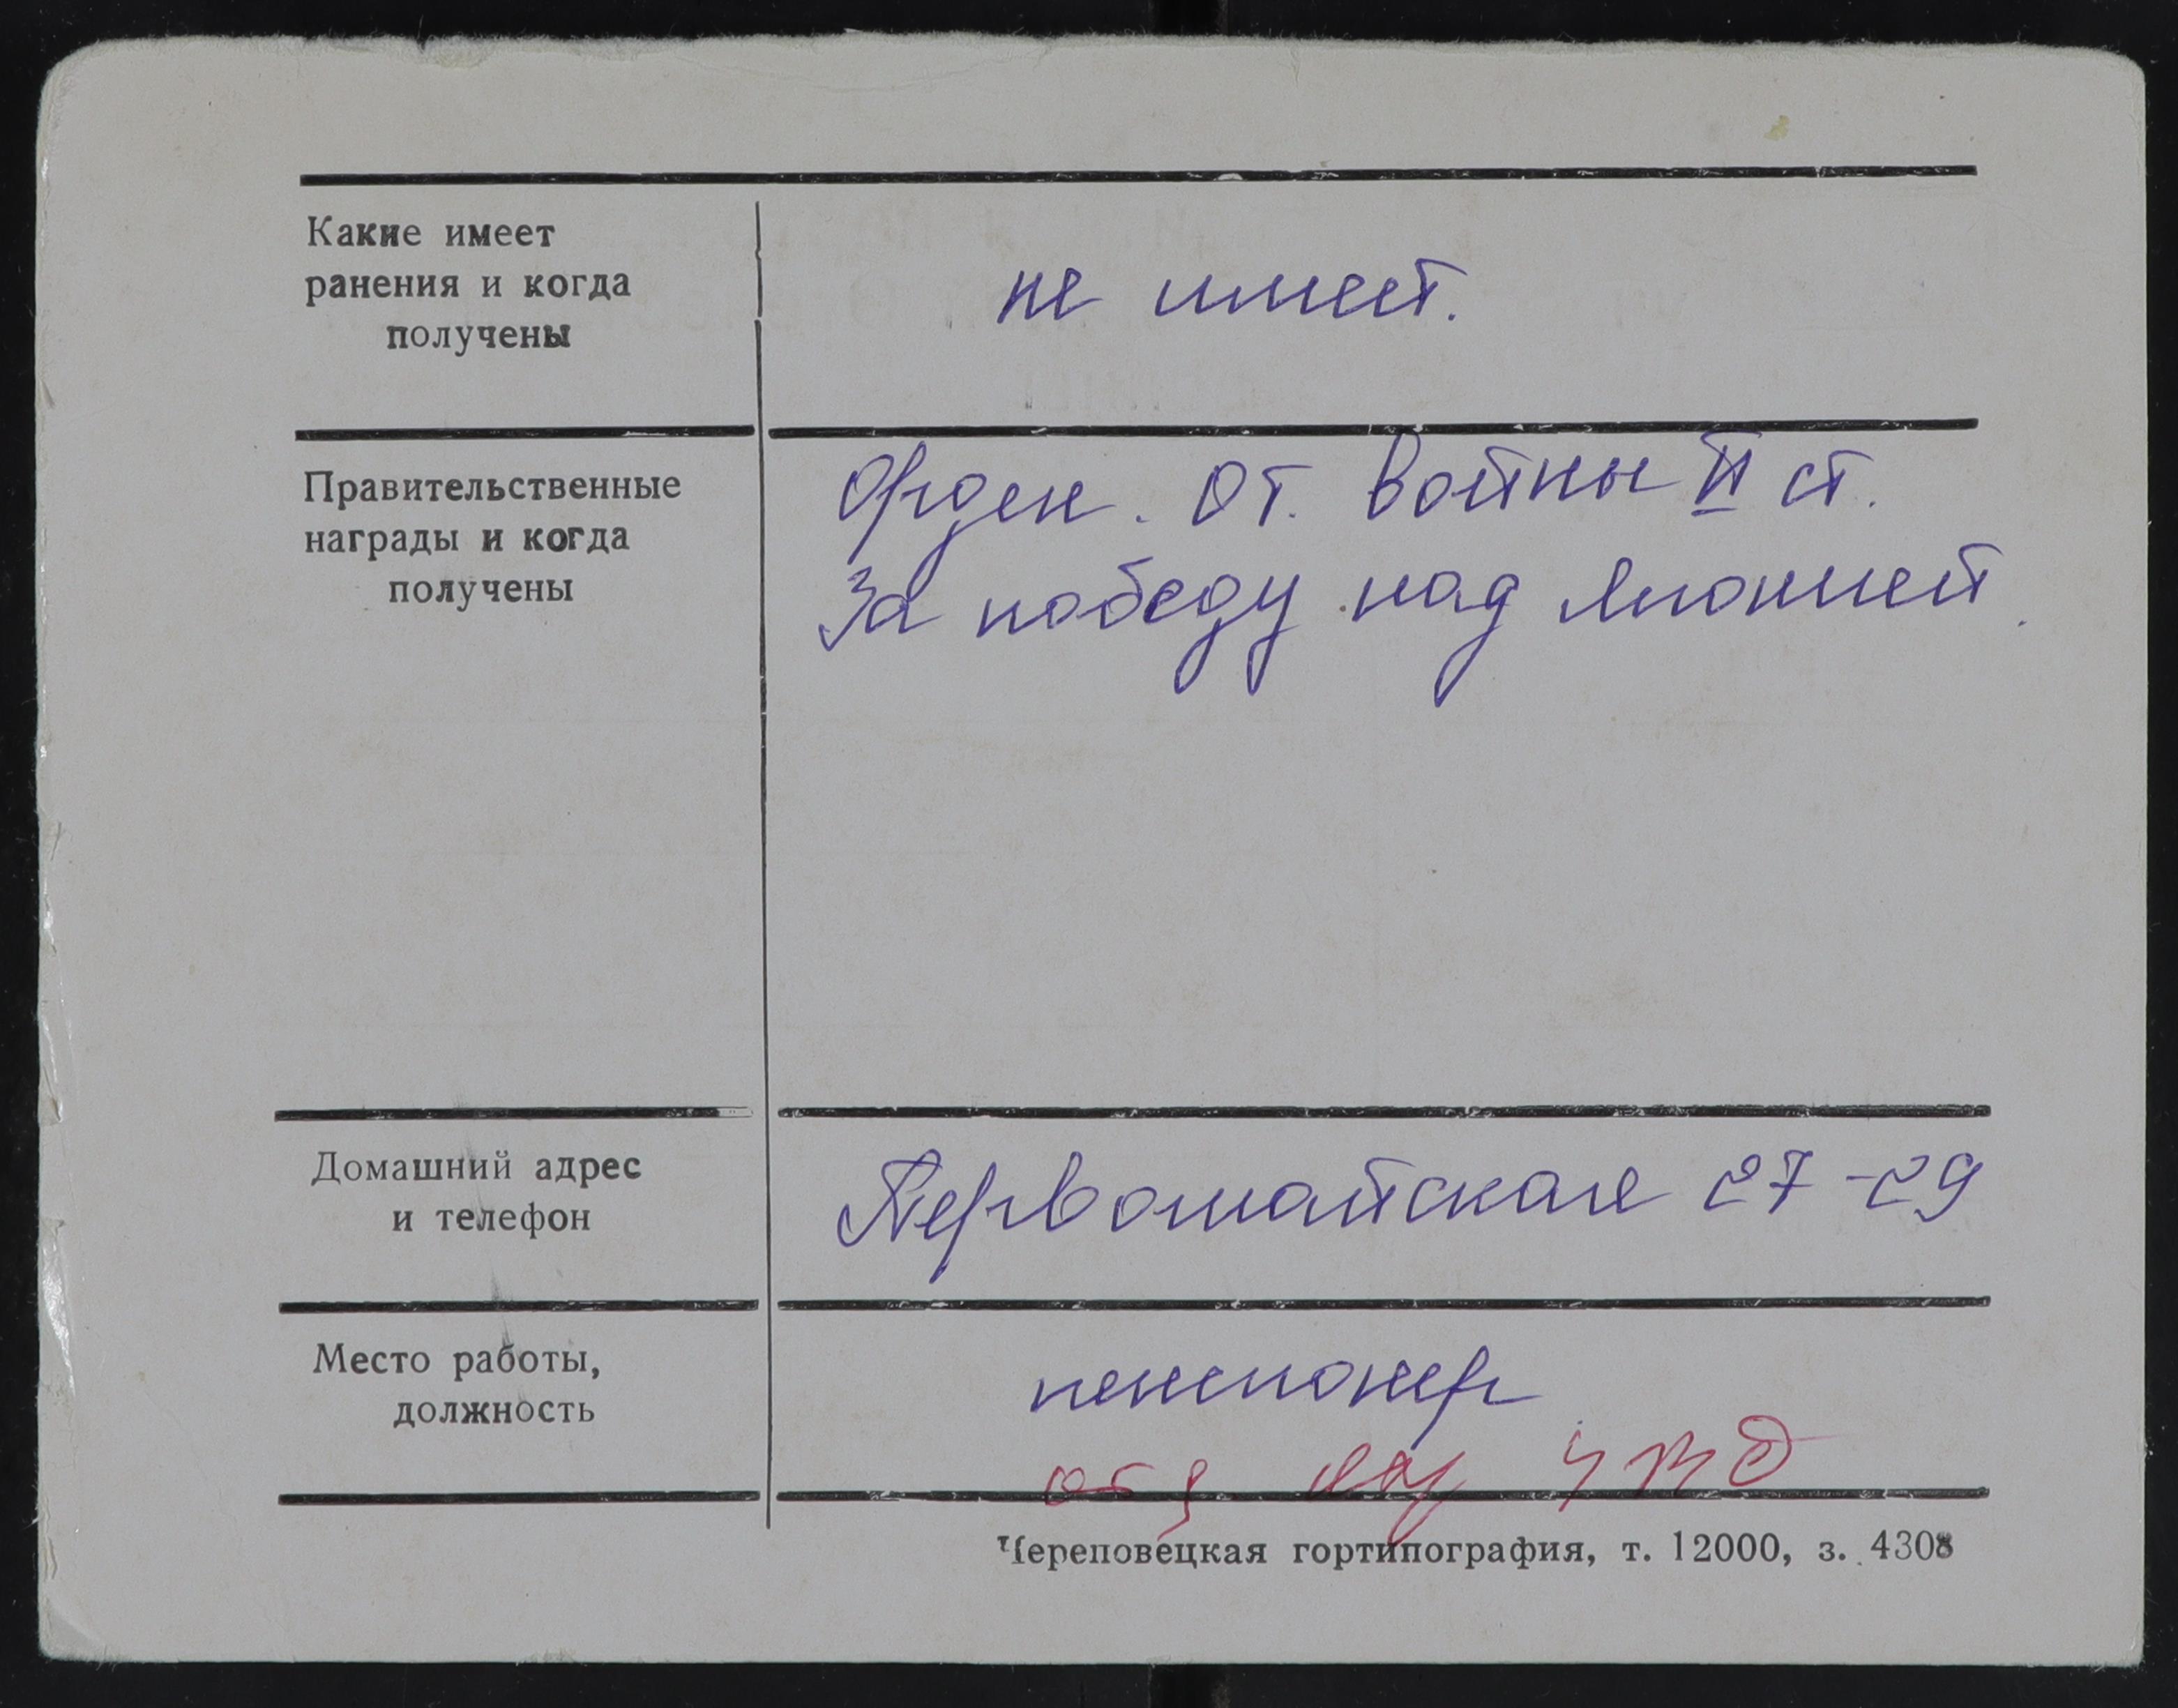 Какие имеет
ранения и когда
получены
не имеет.
Правительственные
награды и когда
получены
Орден. От. Войны II ст.
За победу над Японией.
Домашний адрес
и телефон
Первомайская 27-29
Место работы,
должность
пенсионер
Череповецкая гортипография, т. 12000, з. 4308